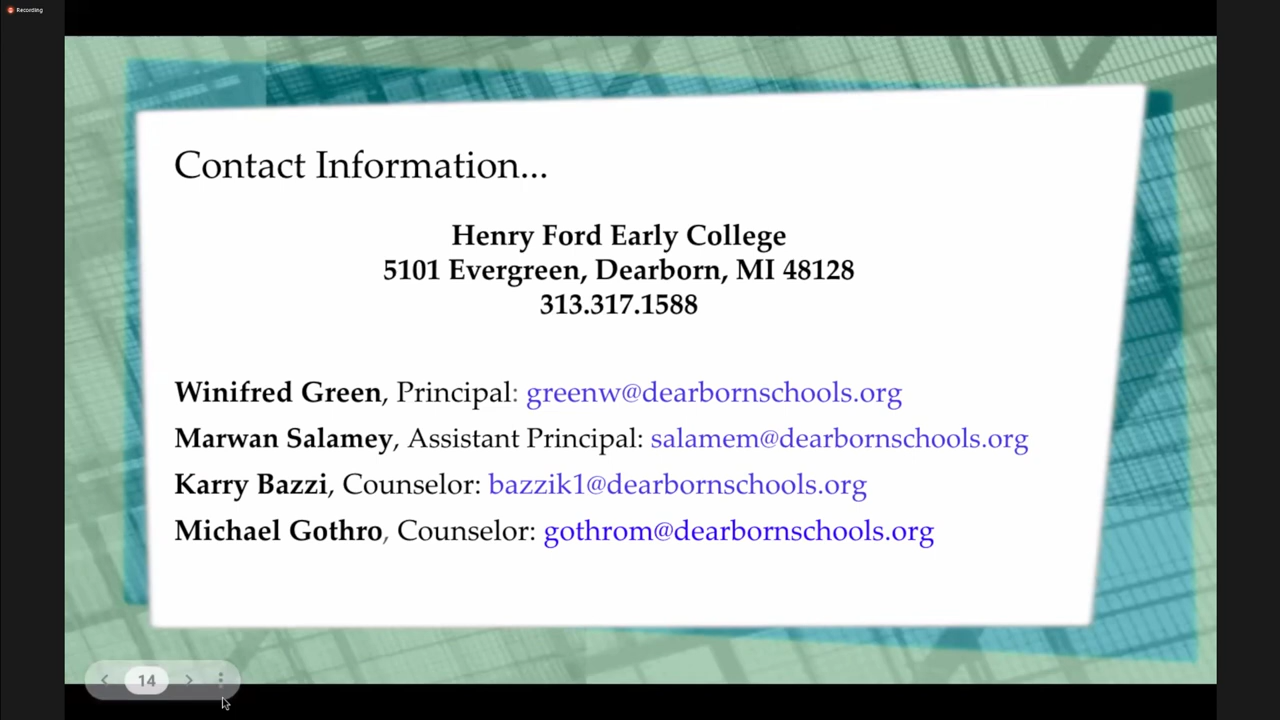 Recording
Contact Information...
Henry Ford Early College
5101 Evergreen, Dearborn, MI 48128
313.317.1588
Winifred Green, Principal: greenw@dearbornschools.org
Marwan Salamey, Assistant Principal: salamem@dearbornschools.org
Karry Bazzi, Counselor: bazzik1@dearbornschools.org
Michael Gothro, Counselor: gothrom@dearbornschools.org
14